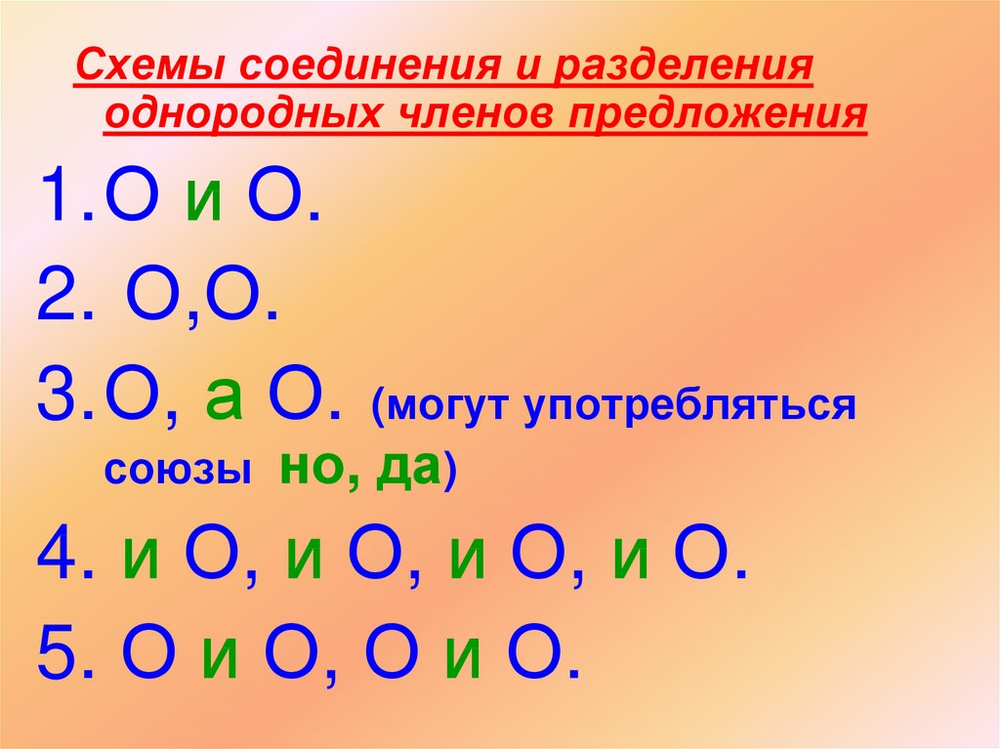 Схемы соединения и разделения
однородных членов предложения
1.О и О.
2. О,О.
3.О, а О. (могут употребляться
союзы но, да)
4. и О, и О, и О, и О.
5. О и О, О и О.